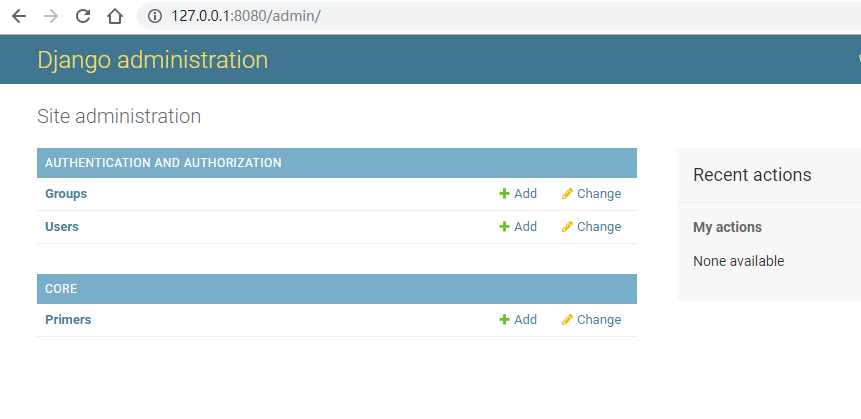 127.0.0.1:8080/admin/
Django administration
Site administration
AUTHENTICATION AND AUTHORIZATION
Groups Add Change
Users Add Change
CORE
Primers Add Change
Recent actions
My actions
None available